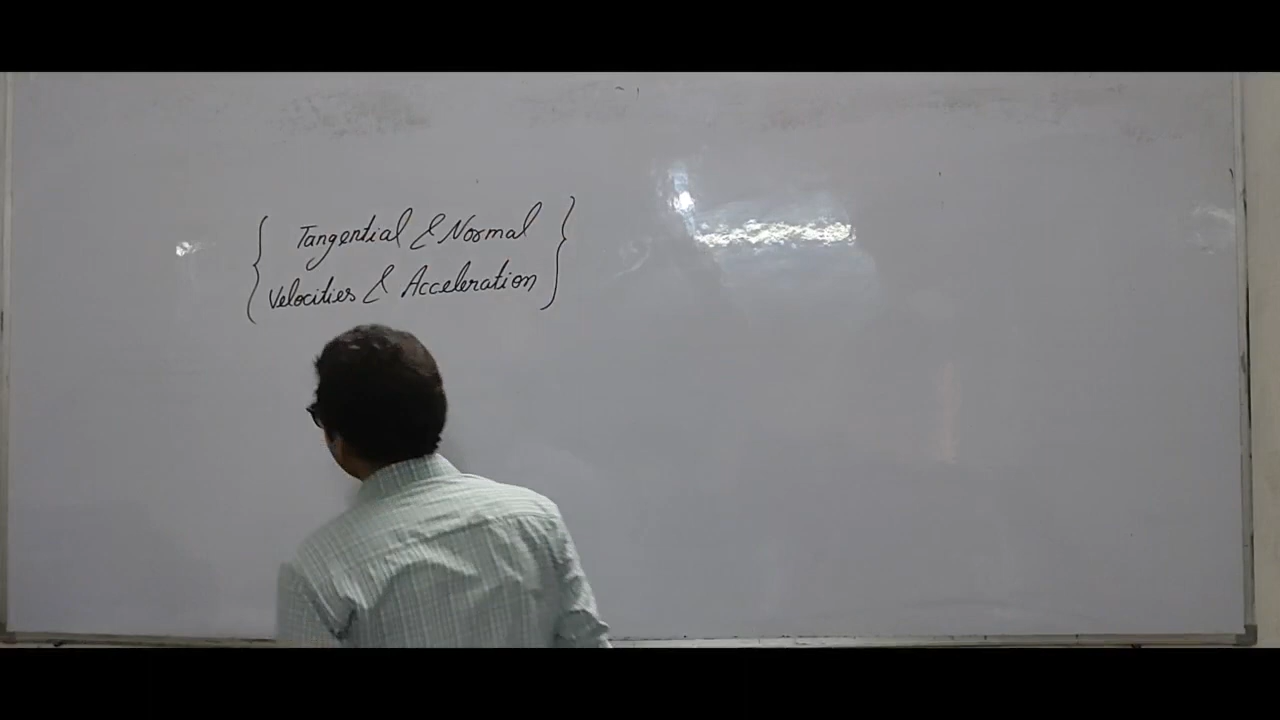 { Tangential & Normal
Velocities & Acceleration }